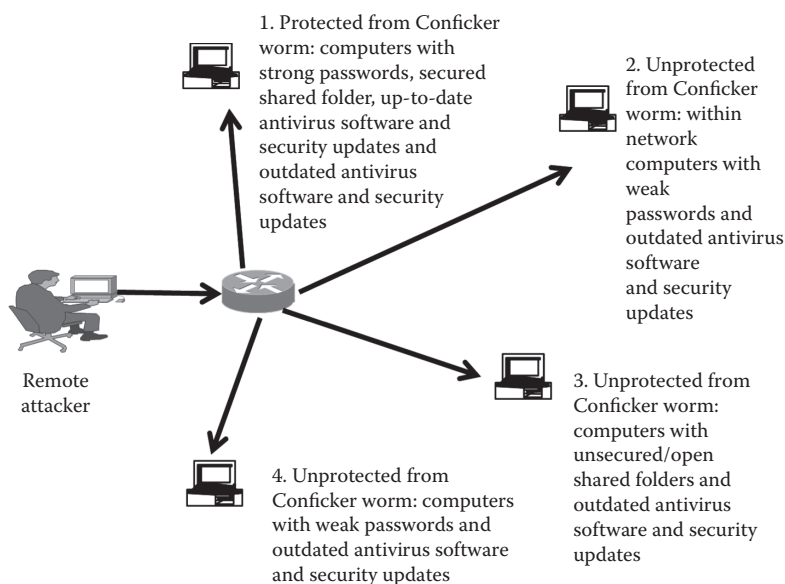 1. Protected from Conficker
worm: computers with
strong passwords, secured
shared folder, up-to-date
antivirus software and
security updates and
outdated antivirus
software and security
updates
2. Unprotected
from Conficker
worm: within
network
computers with
weak
passwords and
outdated antivirus
software
and security
updates
Remote
attacker
3. Unprotected from
Conficker worm:
computers with
unsecured/open
shared folders and
outdated antivirus
software and security
updates
4. Unprotected from
Conficker worm: computers
with weak passwords and
outdated antivirus software
and security updates